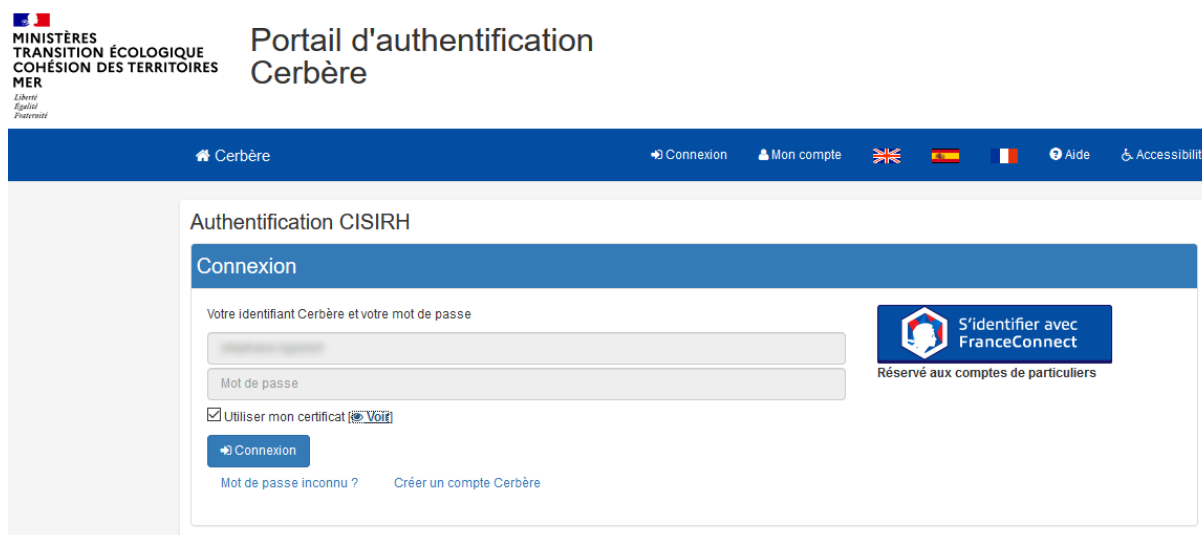 MINISTÈRES
TRANSITION ÉCOLOGIQUE
COHÉSION DES TERRITOIRES
MER
Liberté
Égalité
Fraternité
Portail d'authentification
Cerbère
Cerbère
Connexion
Mon compte
Aide
Accessibilit
Authentification CISIRH
Connexion
Votre identifiant Cerbère et votre mot de passe
Mot de passe
Utiliser mon certificat [Voir]
Connexion
Mot de passe inconnu ?
Créer un compte Cerbère
S'identifier avec
FranceConnect
Réservé aux comptes de particuliers